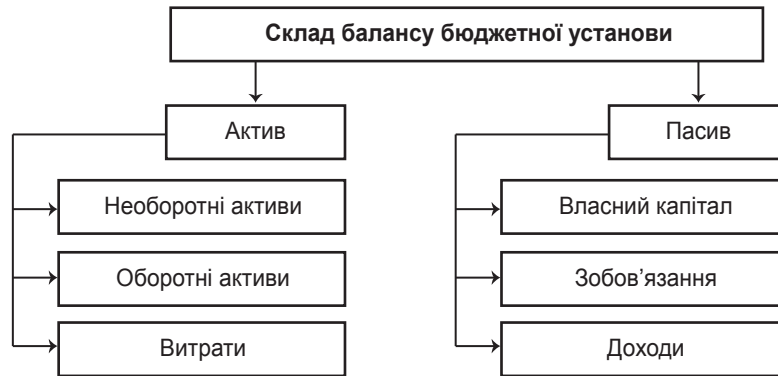 Склад балансу бюджетної установи
Актив
Пасив
Необоротні активи
Власний капітал
Оборотні активи
Зобов’язання
Витрати
Доходи